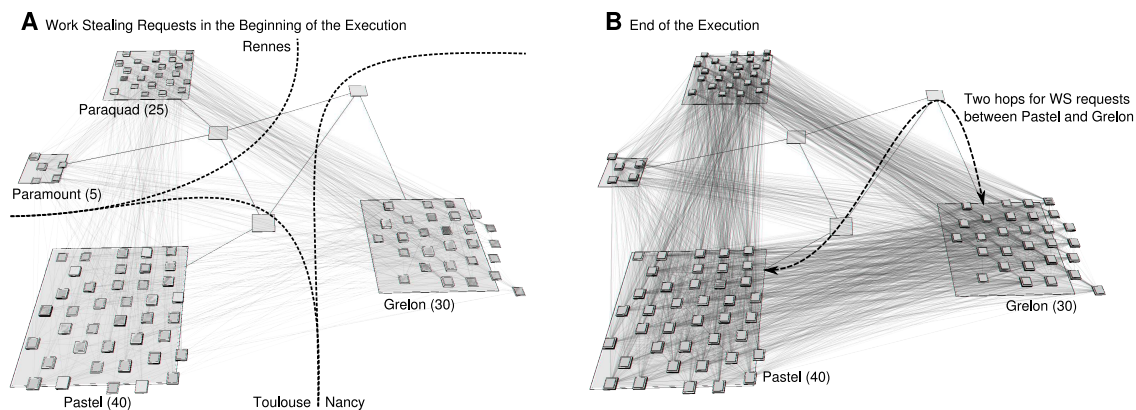 A Work Stealing Requests in the Beginning of the Execution
Rennes
Paraquad (25)
Paramount (5)
Grelon (30)
Pastel (40)
Toulouse
Nancy
B End of the Execution
Two hops for WS requests
between Pastel and Grelon
Grelon (30)
Pastel (40)